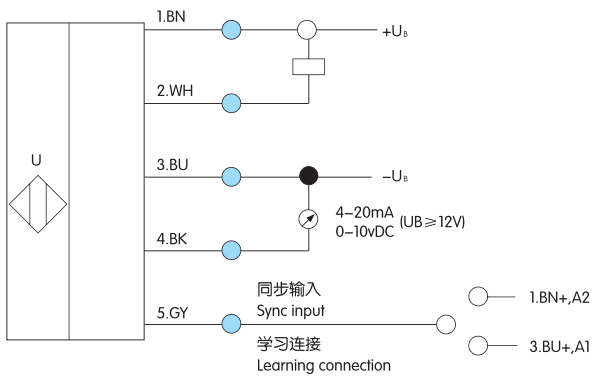 1.BN
+UB
2.WH
U
3.BU
–UB
4–20mA
0–10vDC
(UB≥12V)
4.BK
同步输入
Sync input
5.GY
学习连接
Learning connection
1.BN+,A2
3.BU+,A1